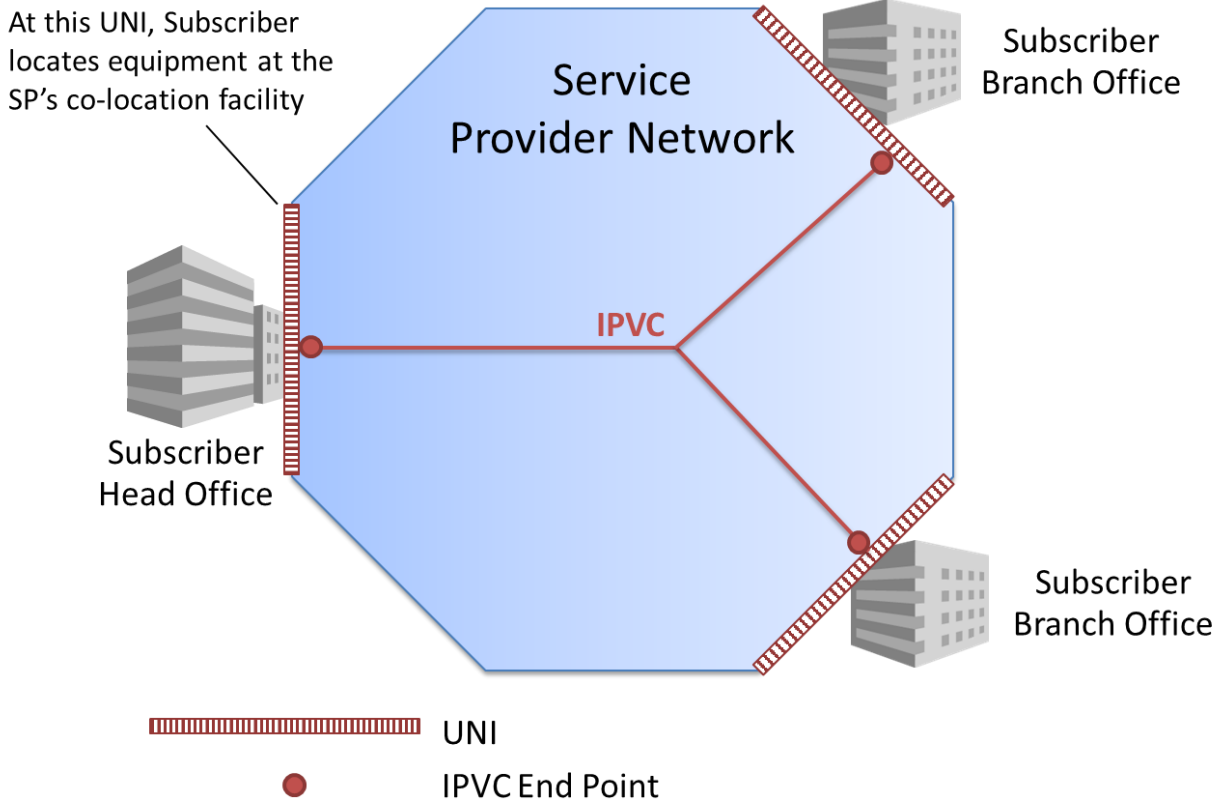 At this UNI, Subscriber
locates equipment at the
SP's co-location facility
Service
Provider Network
Subscriber
Branch Office
IPVC
Subscriber
Head Office
Subscriber
Branch Office
UNI
IPVC End Point